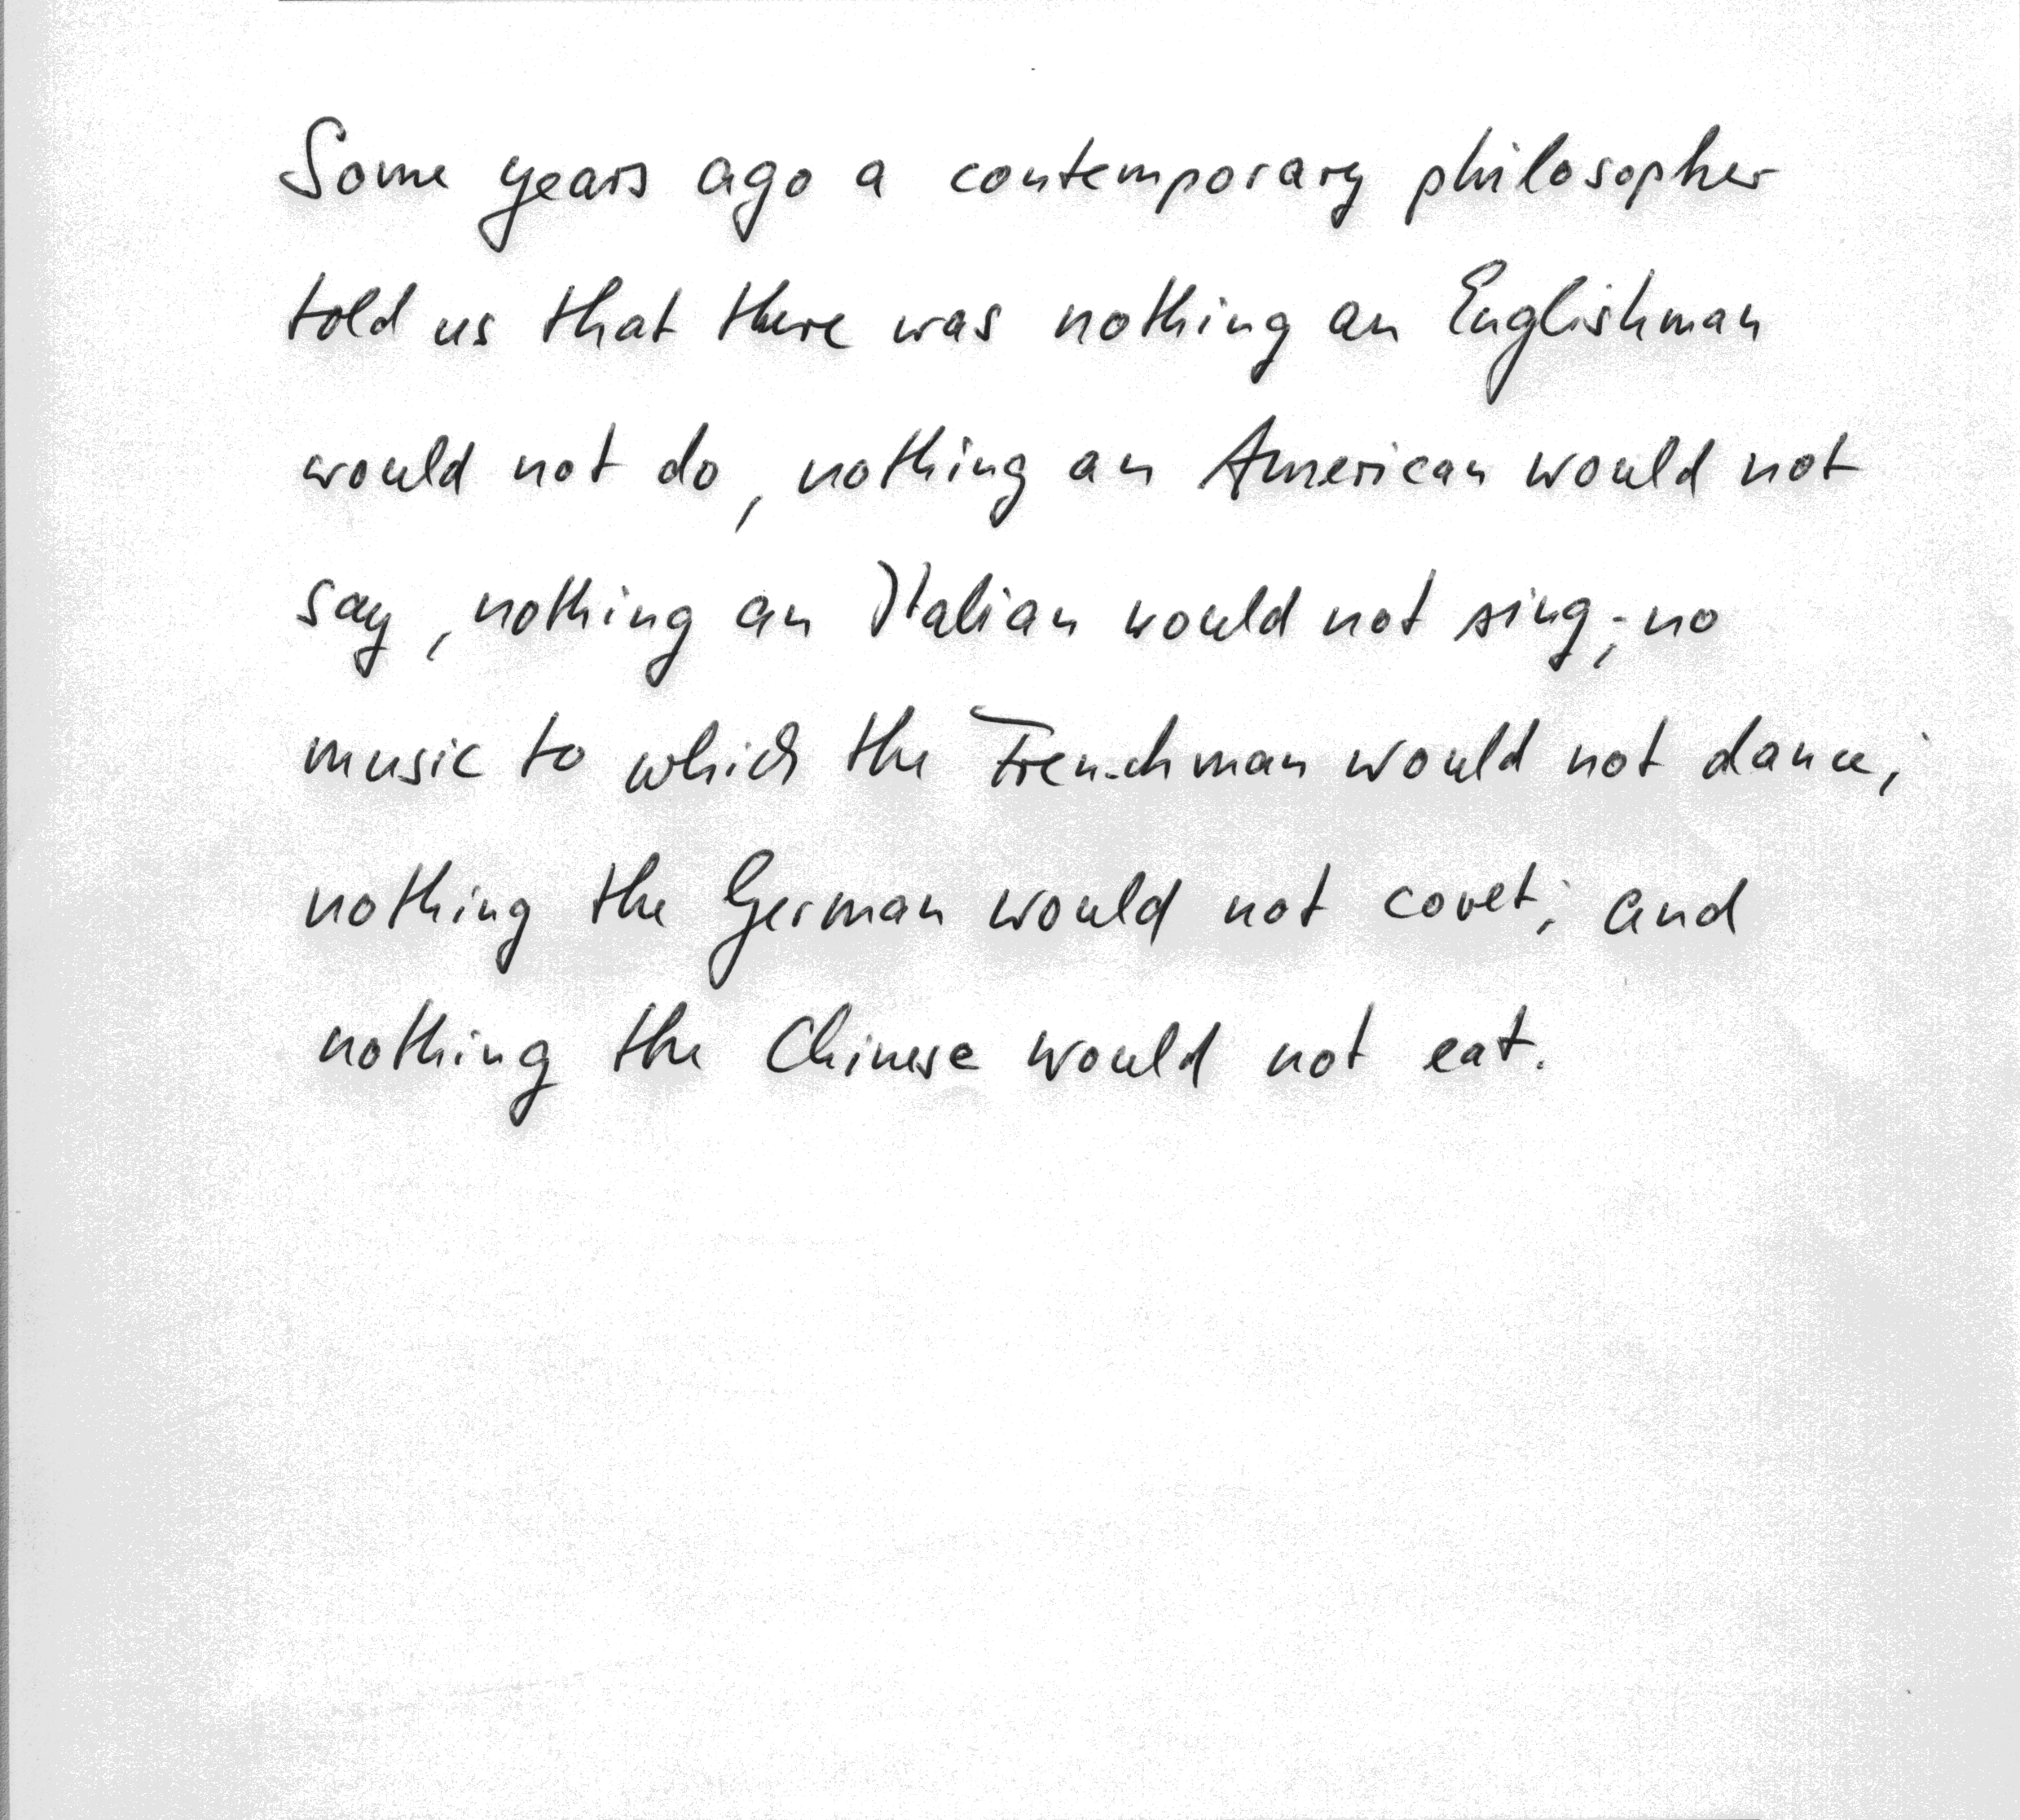 Some years ago a contemporary philosopher
told us that there was nothing an Englishman
would not do, nothing an American would not
say, nothing an Italian would not sing; no
music to which the Frenchman would not dance;
nothing the German would not covet; and
nothing the Chinese would not eat.